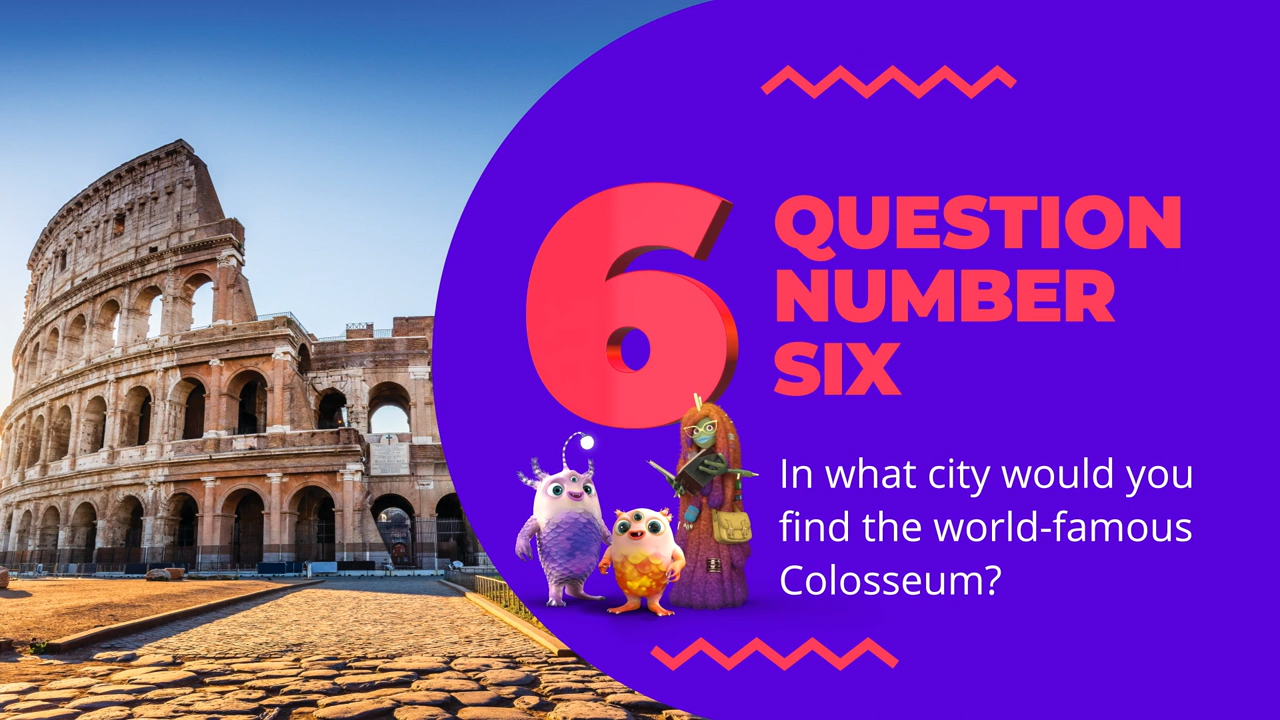 6
QUESTION
NUMBER
SIX
In what city would you
find the world-famous
Colosseum?